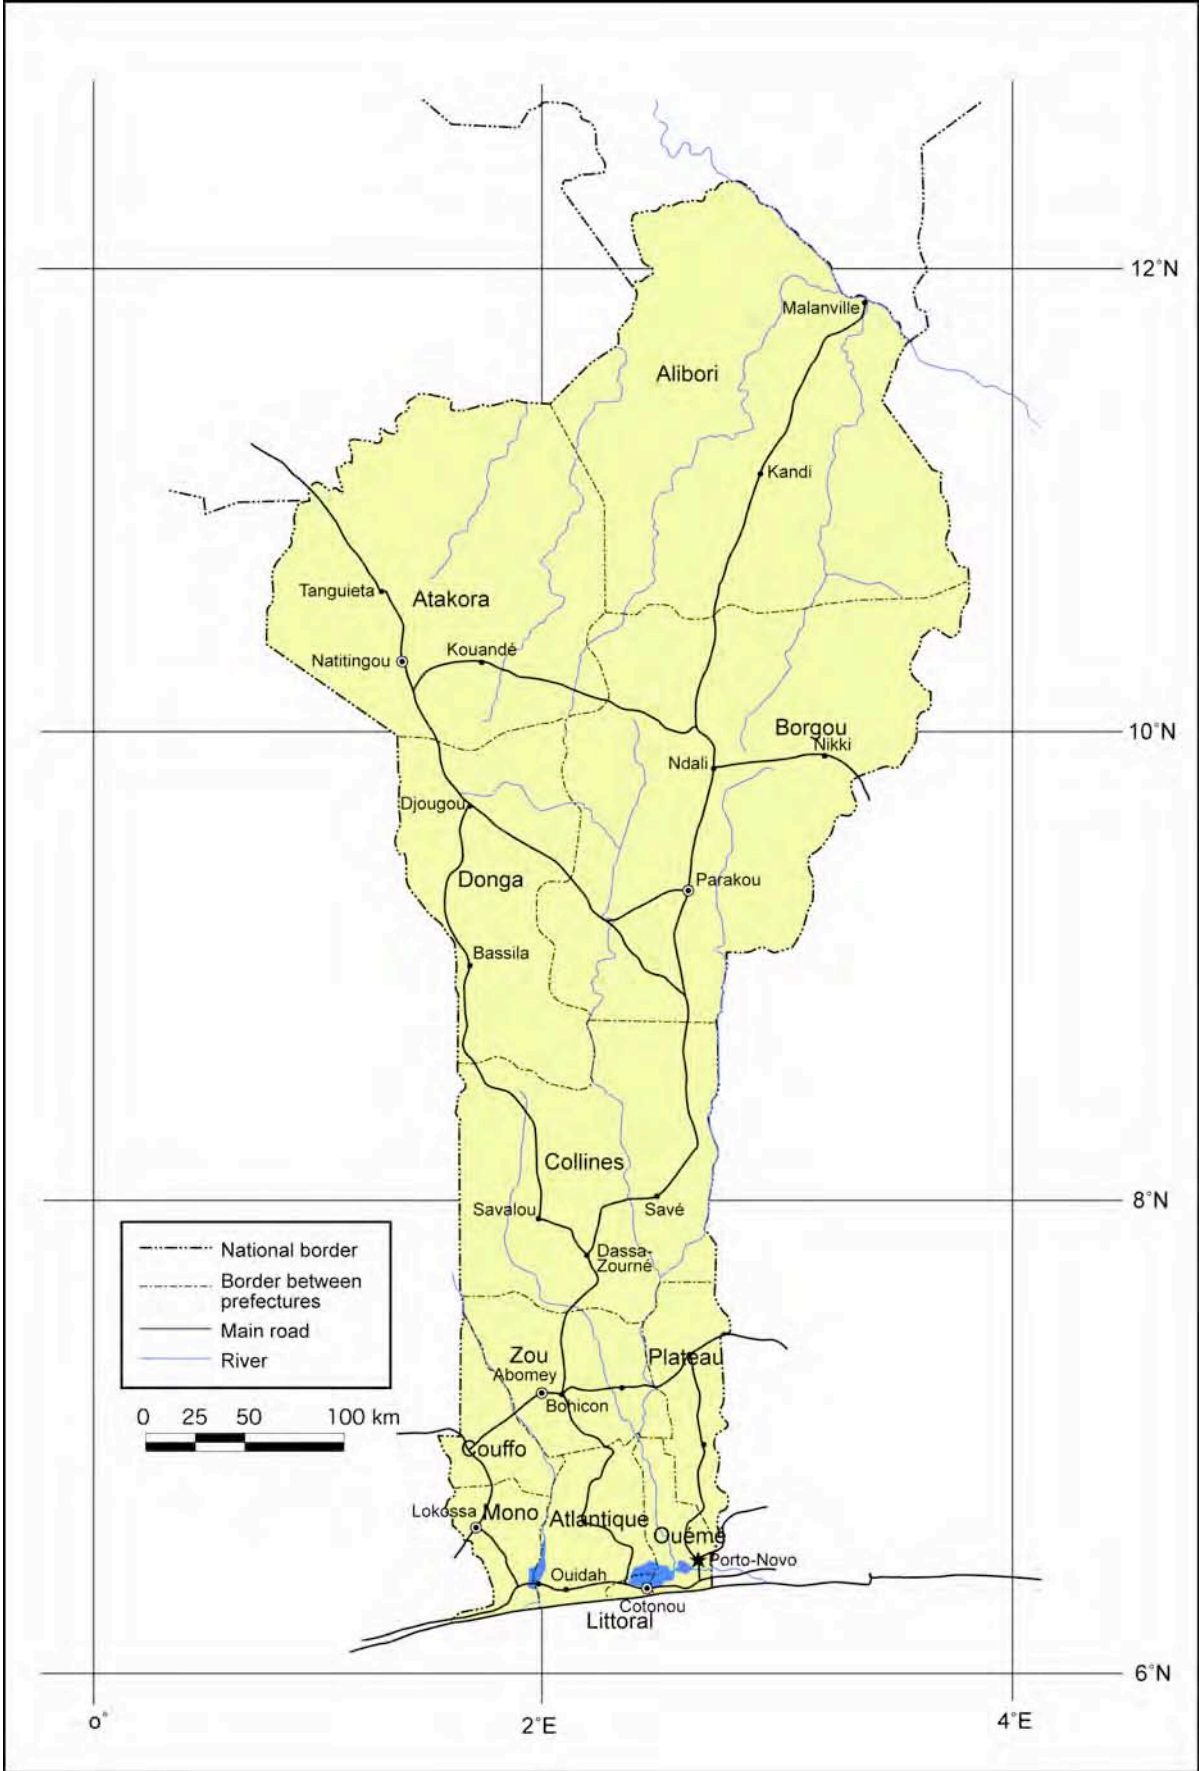 12°N
Malanville
Alibori
Kandi
Tanguieta
Atakora
Kouandé
Natitingou
Borgou
10°N
Nikki
Ndali
Djougou
Donga
Parakou
Bassila
Collines
8°N
Savalou
Savé
Dassa-
Zourné
National border
Border between
prefectures
Main road
River
Zou
Plateau
Abomey
Bohicon
0 25 50 100 km
Couffo
Lokossa
Mono
Atlantique
Ouémé
Porto-Novo
Ouidah
Cotonou
Littoral
6°N
0°
2°E
4°E